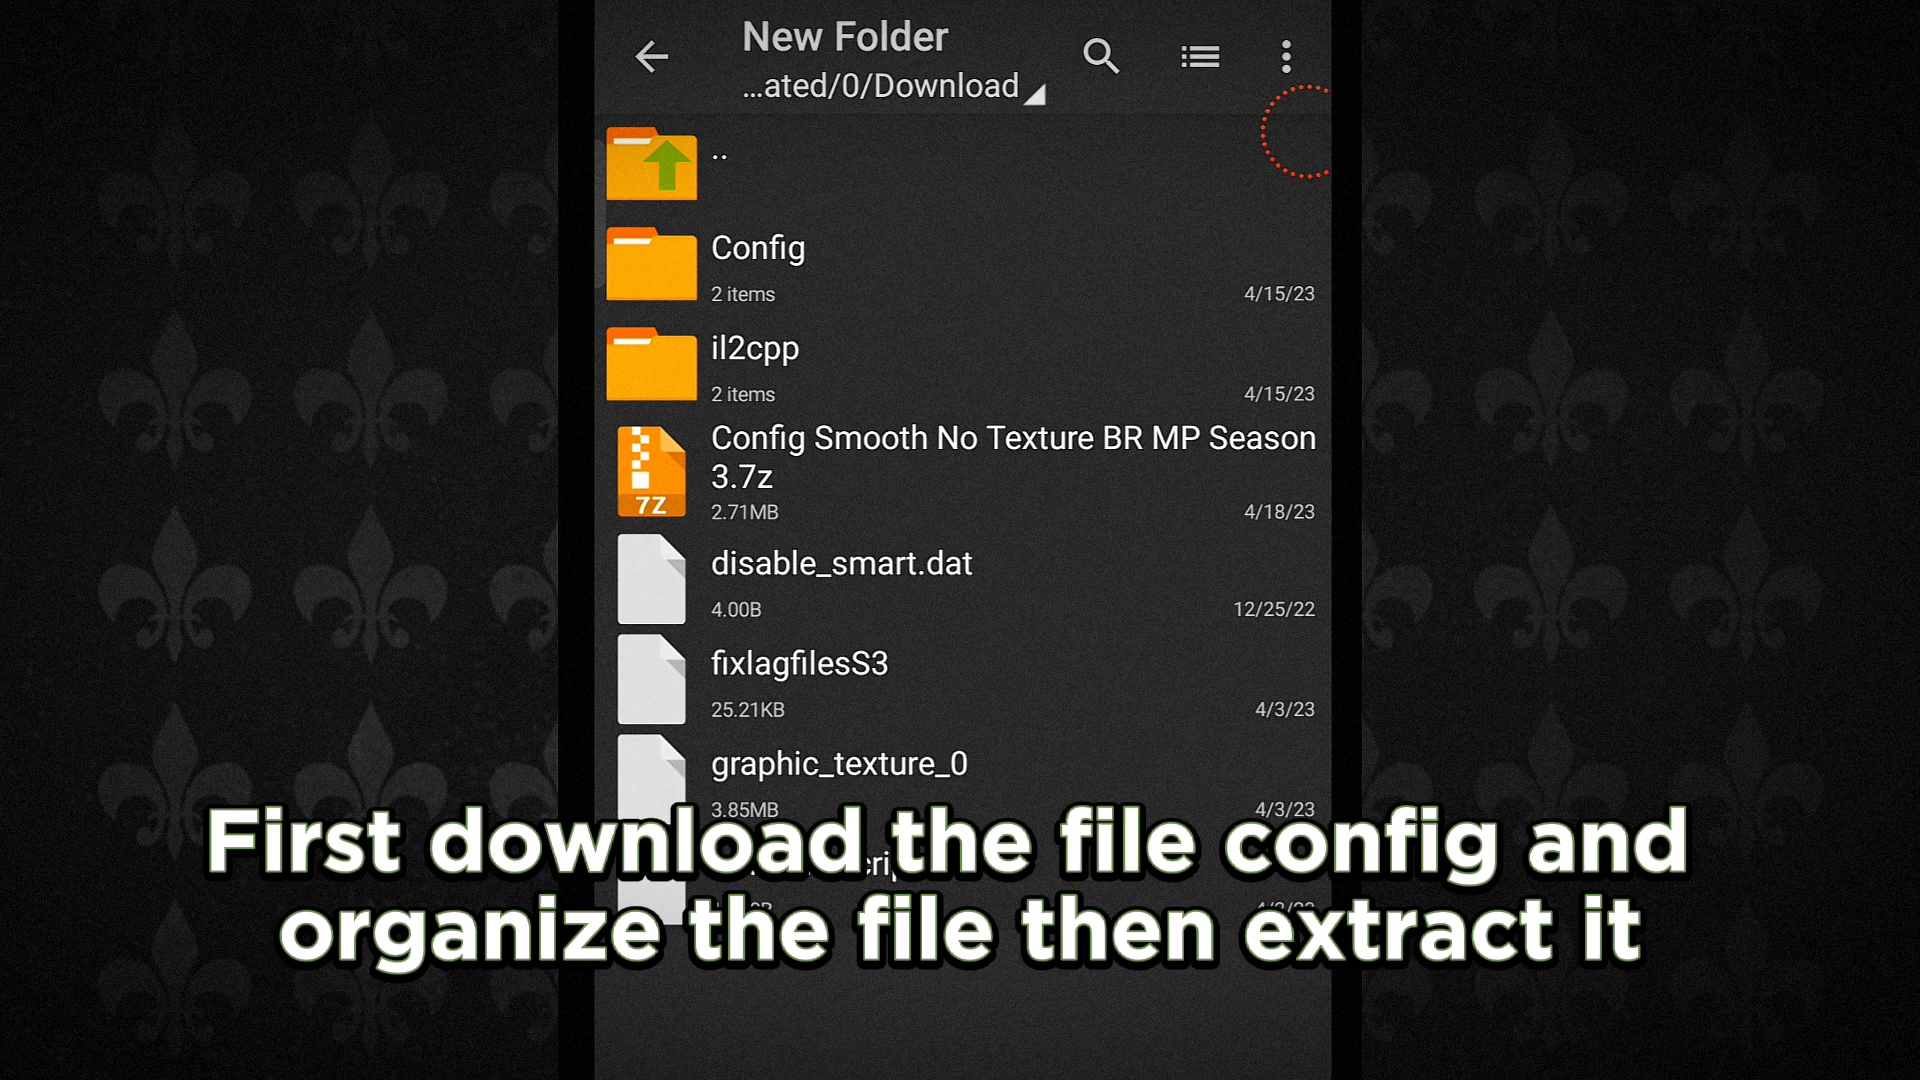 New Folder
...ated/0/Download
..
Config
2 items
4/15/23
il2cpp
2 items
4/15/23
Config Smooth No Texture BR MP Season
3.7z
7Z
2.71MB
4/18/23
disable_smart.dat
4.00B
12/25/22
fixlagfilesS3
25.21KB
4/3/23
graphic_texture_0
3.85MB
4/3/23
First download the file config and
organize the file then extract it